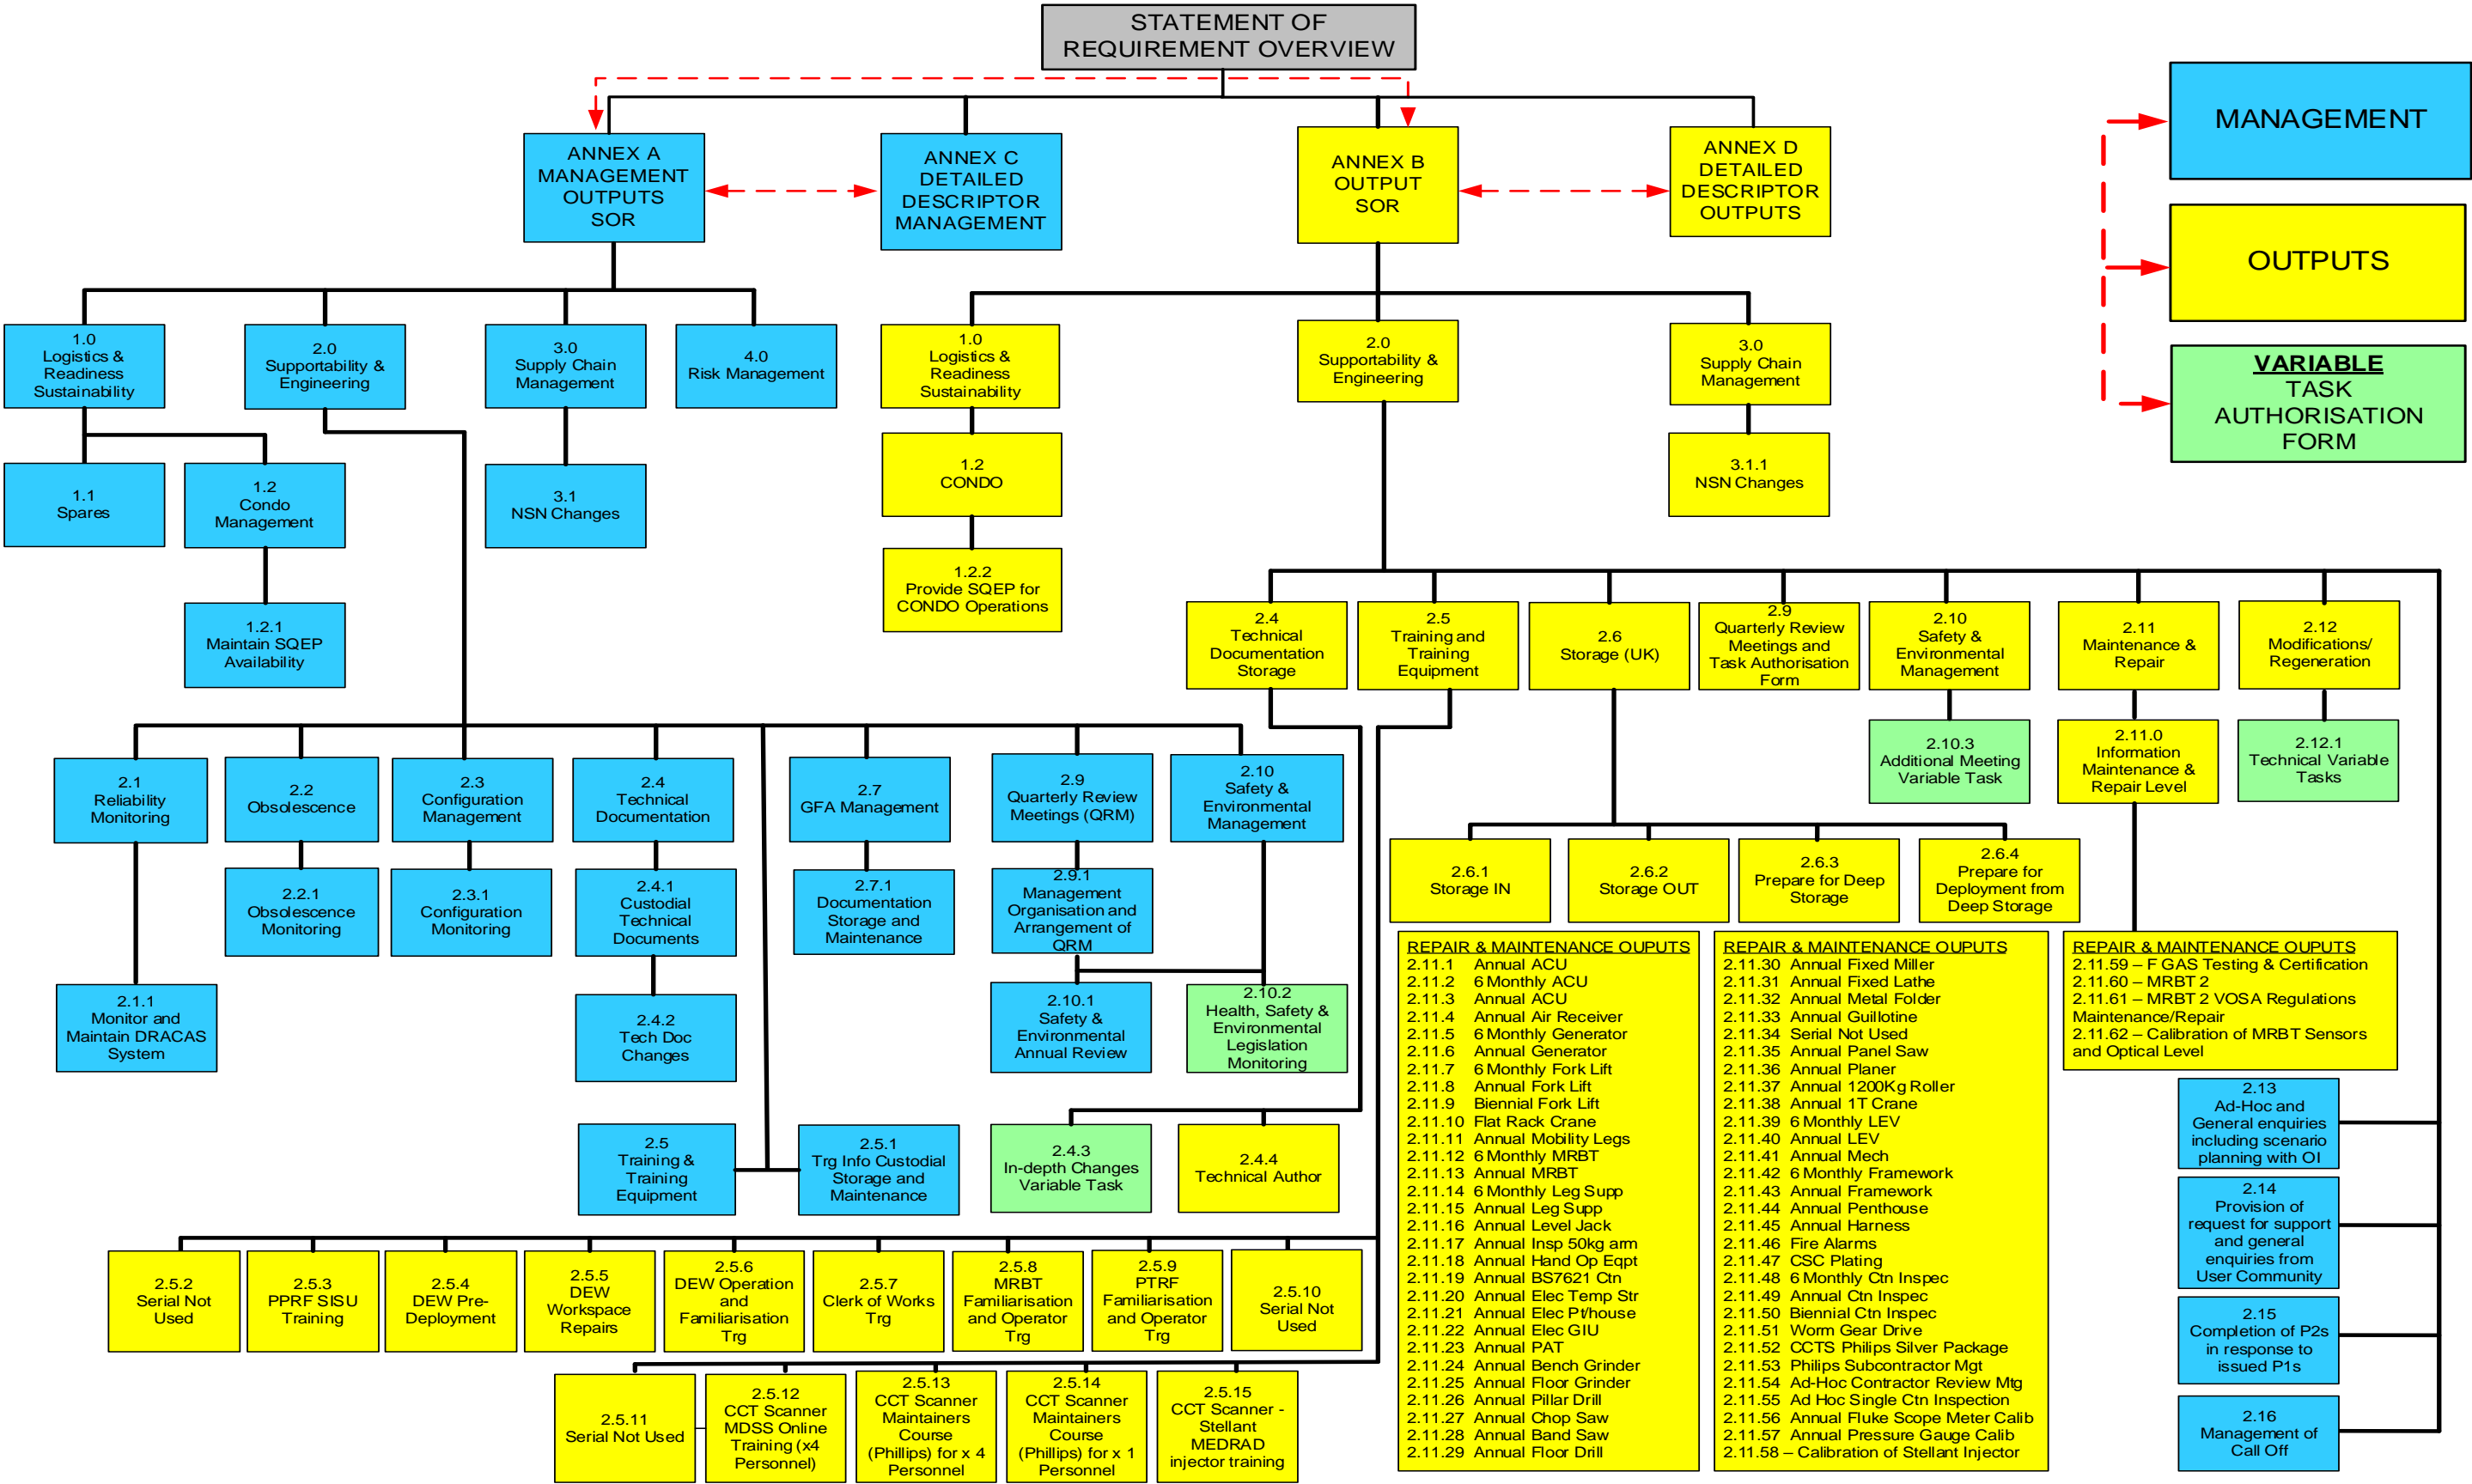 STATEMENT OF
REQUIREMENT OVERVIEW
MANAGEMENT
OUTPUTS
VARIABLE
TASK
AUTHORISATION
FORM
ANNEX A
MANAGEMENT
OUTPUTS
SOR
ANNEX C
DETAILED
DESCRIPTOR
MANAGEMENT
ANNEX B
OUTPUT
SOR
ANNEX D
DETAILED
DESCRIPTOR
OUTPUTS
1.0
Logistics &
Readiness
Sustainability
2.0
Supportability &
Engineering
3.0
Supply Chain
Management
4.0
Risk Management
1.0
Logistics &
Readiness
Sustainability
2.0
Supportability &
Engineering
3.0
Supply Chain
Management
1.1
Spares
1.2
Condo
Management
3.1
NSN Changes
1.2
CONDO
3.1.1
NSN Changes
1.2.1
Maintain SQEP
Availability
1.2.2
Provide SQEP for
CONDO Operations
2.4
Technical
Documentation
Storage
2.5
Training and
Training
Equipment
2.6
Storage (UK)
2.9
Quarterly Review
Meetings and
Task Authorisation
Form
2.10
Safety &
Environmental
Management
2.11
Maintenance &
Repair
2.12
Modifications/
Regeneration
2.10.3
Additional Meeting
Variable Task
2.11.0
Information
Maintenance &
Repair Level
2.12.1
Technical Variable
Tasks
2.1
Reliability
Monitoring
2.2
Obsolescence
2.3
Configuration
Management
2.4
Technical
Documentation
2.7
GFA Management
2.9
Quarterly Review
Meetings (QRM)
2.10
Safety &
Environmental
Management
2.2.1
Obsolescence
Monitoring
2.3.1
Configuration
Monitoring
2.4.1
Custodial
Technical
Documents
2.7.1
Documentation
Storage and
Maintenance
2.9.1
Management
Organisation and
Arrangement of
QRM
2.6.1
Storage IN
2.6.2
Storage OUT
2.6.3
Prepare for Deep
Storage
2.6.4
Prepare for
Deployment from
Deep Storage
2.1.1
Monitor and
Maintain DRACAS
System
2.4.2
Tech Doc
Changes
2.10.1
Safety &
Environmental
Annual Review
2.10.2
Health, Safety &
Environmental
Legislation
Monitoring
2.5
Training &
Training
Equipment
2.5.1
Trg Info Custodial
Storage and
Maintenance
2.4.3
In-depth Changes
Variable Task
2.4.4
Technical Author
REPAIR & MAINTENANCE OUPUTS
2.11.1 Annual ACU
2.11.2 6 Monthly ACU
2.11.3 Annual ACU
2.11.4 Annual Air Receiver
2.11.5 6 Monthly Generator
2.11.6 Annual Generator
2.11.7 6 Monthly Fork Lift
2.11.8 Annual Fork Lift
2.11.9 Biennial Fork Lift
2.11.10 Flat Rack Crane
2.11.11 Annual Mobility Legs
2.11.12 6 Monthly MRBT
2.11.13 Annual MRBT
2.11.14 6 Monthly Leg Supp
2.11.15 Annual Leg Supp
2.11.16 Annual Level Jack
2.11.17 Annual Insp 50kg arm
2.11.18 Annual Hand Op Eqpt
2.11.19 Annual BS7621 Ctn
2.11.20 Annual Elec Temp Str
2.11.21 Annual Elec Pt/house
2.11.22 Annual Elec GIU
2.11.23 Annual PAT
2.11.24 Annual Bench Grinder
2.11.25 Annual Floor Grinder
2.11.26 Annual Pillar Drill
2.11.27 Annual Chop Saw
2.11.28 Annual Band Saw
2.11.29 Annual Floor Drill
REPAIR & MAINTENANCE OUPUTS
2.11.30 Annual Fixed Miller
2.11.31 Annual Fixed Lathe
2.11.32 Annual Metal Folder
2.11.33 Annual Guillotine
2.11.34 Serial Not Used
2.11.35 Annual Panel Saw
2.11.36 Annual Planer
2.11.37 Annual 1200Kg Roller
2.11.38 Annual 1T Crane
2.11.39 6 Monthly LEV
2.11.40 Annual LEV
2.11.41 Annual Mech
2.11.42 6 Monthly Framework
2.11.43 Annual Framework
2.11.44 Annual Penthouse
2.11.45 Annual Harness
2.11.46 Fire Alarms
2.11.47 CSC Plating
2.11.48 6 Monthly Ctn Inspec
2.11.49 Annual Ctn Inspec
2.11.50 Biennial Ctn Inspec
2.11.51 Worm Gear Drive
2.11.52 CCTS Philips Silver Package
2.11.53 Philips Subcontractor Mgt
2.11.54 Ad-Hoc Contractor Review Mtg
2.11.55 Ad Hoc Single Ctn Inspection
2.11.56 Annual Fluke Scope Meter Calib
2.11.57 Annual Pressure Gauge Calib
2.11.58 – Calibration of Stellant Injector
REPAIR & MAINTENANCE OUPUTS
2.11.59 – F GAS Testing & Certification
2.11.60 – MRBT 2
2.11.61 – MRBT 2 VOSA Regulations
Maintenance/Repair
2.11.62 – Calibration of MRBT Sensors
and Optical Level
2.13
Ad-Hoc and
General enquiries
including scenario
planning with OI
2.14
Provision of
request for support
and general
enquiries from
User Community
2.15
Completion of P2s
in response to
issued P1s
2.16
Management of
Call Off
2.5.2
Serial Not
Used
2.5.3
PPRF SISU
Training
2.5.4
DEW Pre-
Deployment
2.5.5
DEW
Workspace
Repairs
2.5.6
DEW Operation
and
Familiarisation
Trg
2.5.7
Clerk of Works
Trg
2.5.8
MRBT
Familiarisation
and Operator
Trg
2.5.9
PTRF
Familiarisation
and Operator
Trg
2.5.10
Serial Not
Used
2.5.11
Serial Not Used
2.5.12
CCT Scanner
MDSS Online
Training (x4
Personnel)
2.5.13
CCT Scanner
Maintainers
Course
(Phillips) for x 4
Personnel
2.5.14
CCT Scanner
Maintainers
Course
(Phillips) for x 1
Personnel
2.5.15
CCT Scanner -
Stellant
MEDRAD
injector training